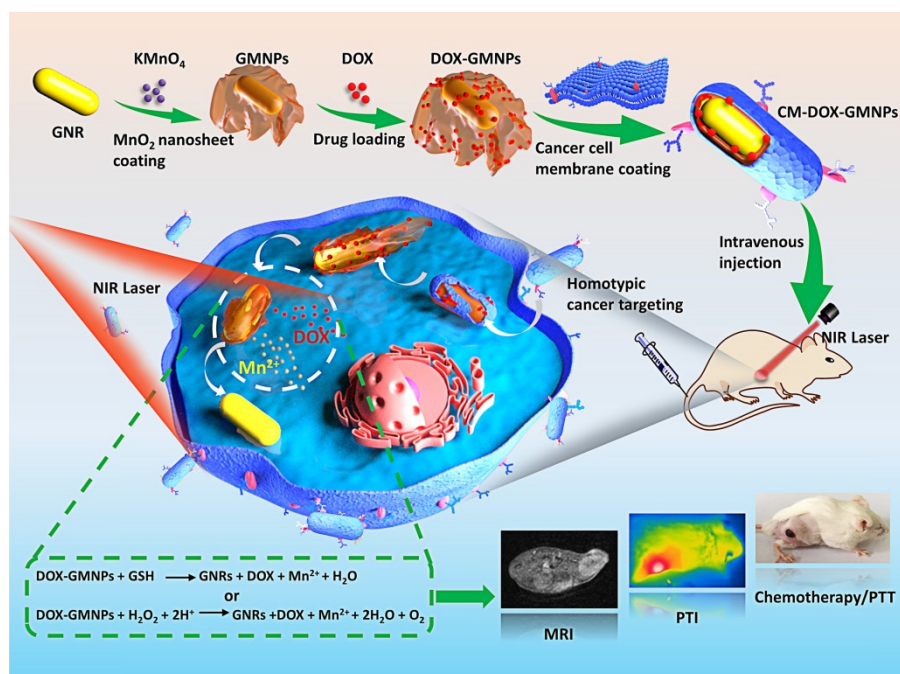 KMnO₄
GMNPs
DOX
DOX-GMNPs
GNR
MnO₂ nanosheet
coating
Drug loading
Cancer cell
membrane coating
CM-DOX-GMNPs
Intravenous
injection
NIR Laser
Homotypic
cancer targeting
NIR Laser
DOX
Mn²⁺
DOX-GMNPs + GSH → GNRs + DOX + Mn²⁺ + H₂O
or
DOX-GMNPs + H₂O₂ + 2H⁺ → GNRs +DOX + Mn²⁺ + 2H₂O + O₂
MRI
PTI
Chemotherapy/PTT